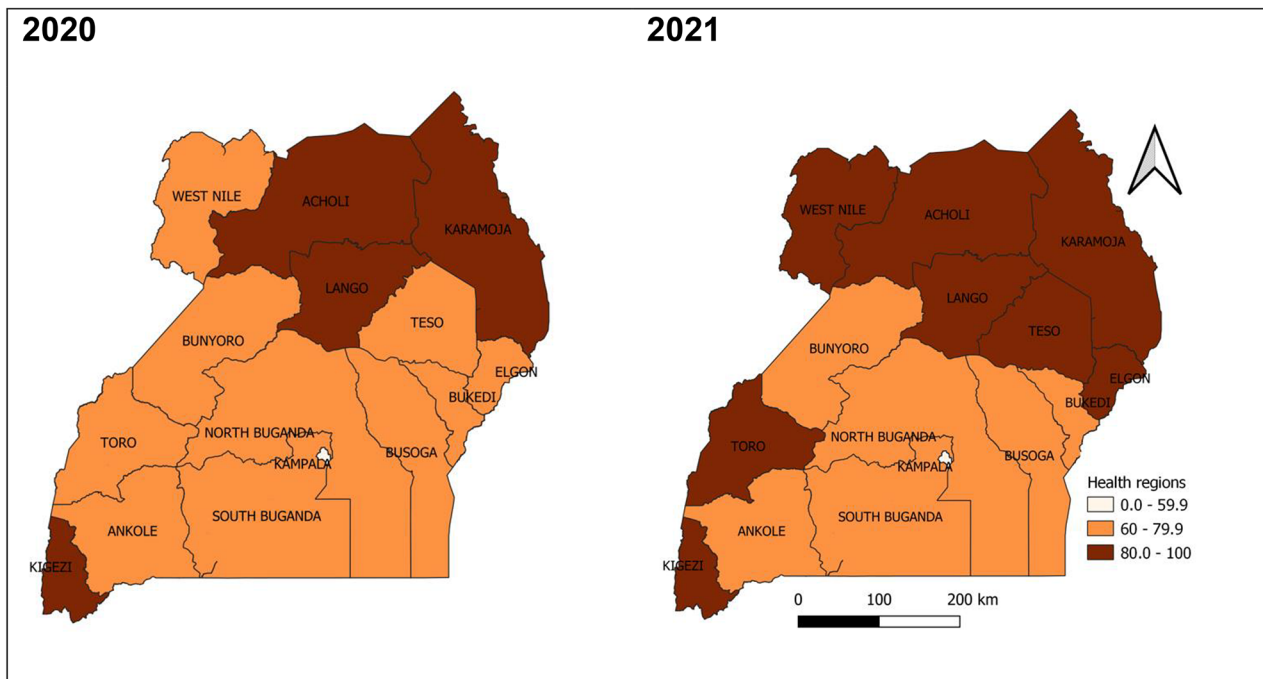 2020
WEST NILE
ACHOLI
KARAMOJA
LANGO
TESO
BUNYORO
ELGON
BUKEDI
NORTH BUGANDA
TORO
BUSOGA
KAMPALA
SOUTH BUGANDA
ANKOLE
KIGEZI
2021
WEST NILE
ACHOLI
KARAMOJA
LANGO
TESO
BUNYORO
ELGON
BUKEDI
NORTH BUGANDA
TORO
BUSOGA
KAMPALA
SOUTH BUGANDA
ANKOLE
KIGEZI
Health regions
0.0 - 59.9
60 - 79.9
80.0 - 100
0 100 200 km